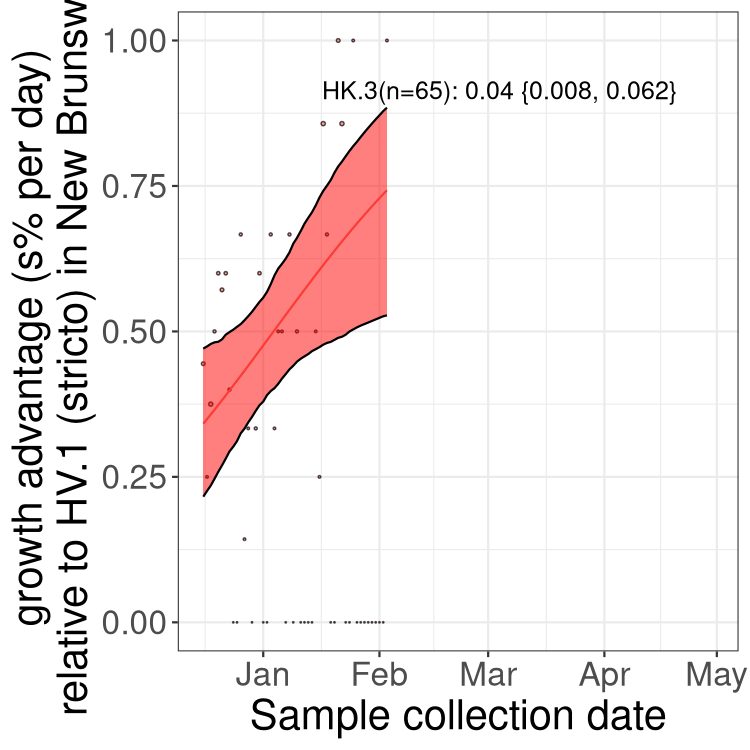 growth advantage (s% per day)
relative to HV.1 (stricto) in New Brunsw
1.00
0.75
0.50
0.25
0.00
HK.3(n=65): 0.04 {0.008, 0.062}
Jan Feb Mar Apr May
Sample collection date